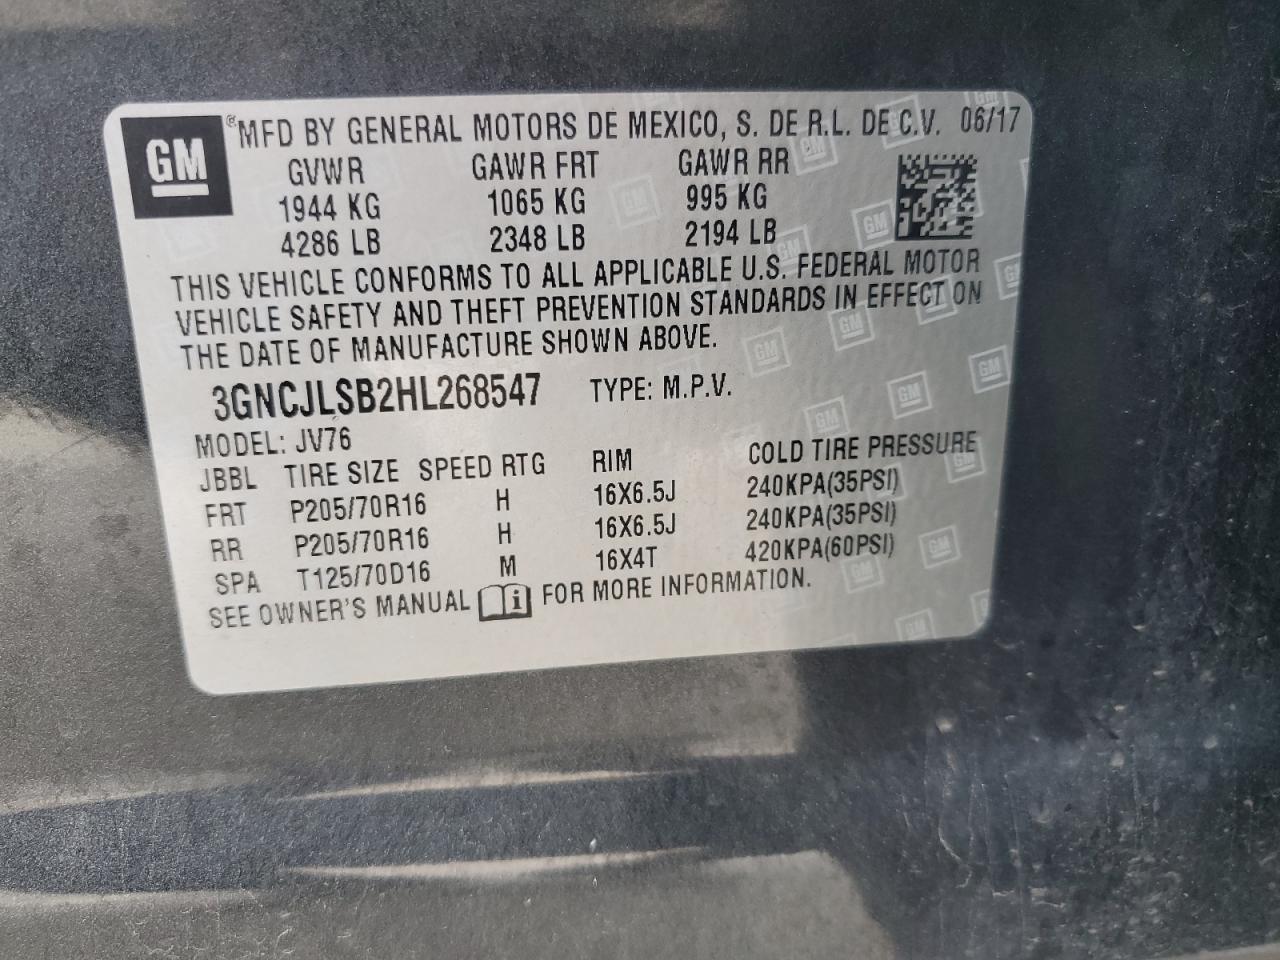 GM
® MFD BY GENERAL MOTORS DE MEXICO, S. DE R.L. DE C.V. 06/17
GVWR GAWR FRT GAWR RR
1944 KG 1065 KG 995 KG
4286 LB 2348 LB 2194 LB
THIS VEHICLE CONFORMS TO ALL APPLICABLE U.S. FEDERAL MOTOR
VEHICLE SAFETY AND THEFT PREVENTION STANDARDS IN EFFECT ON
THE DATE OF MANUFACTURE SHOWN ABOVE.
3GNCJLSB2HL268547 TYPE: M.P.V.
MODEL: JV76
JBBL TIRE SIZE SPEED RTG RIM COLD TIRE PRESSURE
FRT P205/70R16 H 16X6.5J 240KPA(35PSI)
RR P205/70R16 H 16X6.5J 240KPA(35PSI)
SPA T125/70D16 M 16X4T 420KPA(60PSI)
SEE OWNER'S MANUAL i FOR MORE INFORMATION.